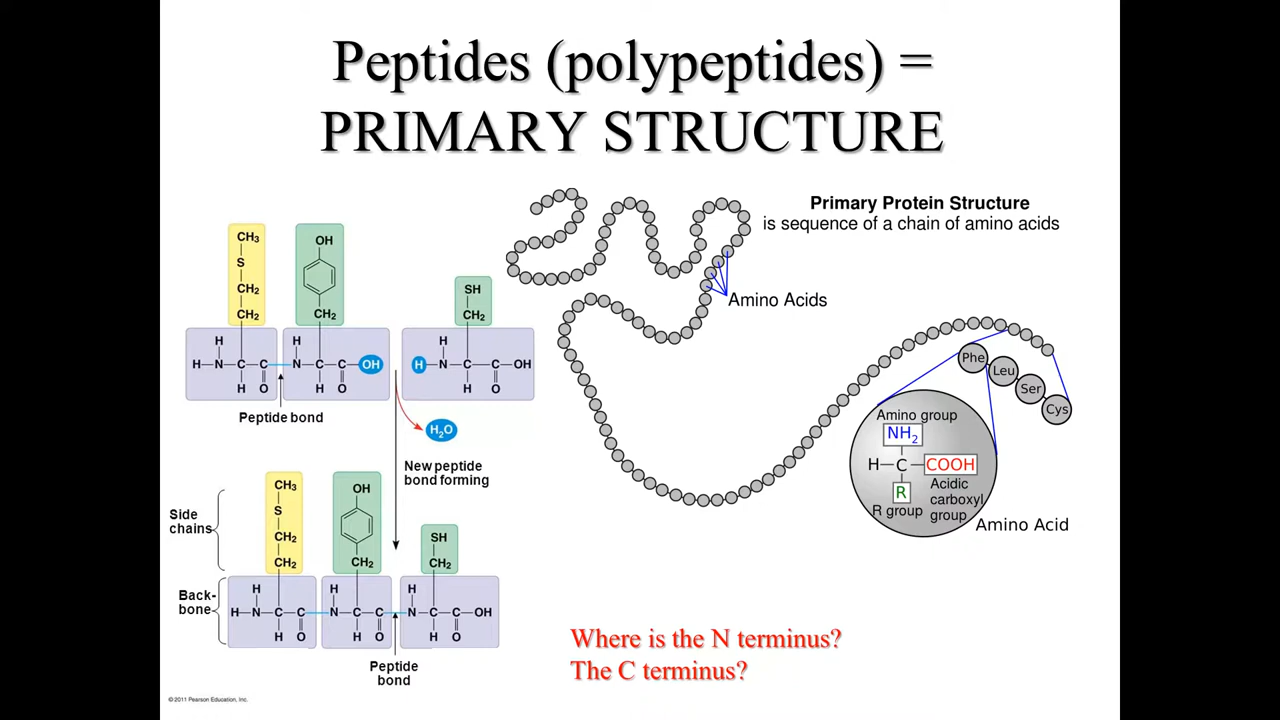 Peptides (polypeptides) =
PRIMARY STRUCTURE
Primary Protein Structure
is sequence of a chain of amino acids
Amino Acids
Phe
Leu
Ser
Cys
Amino group
NH2
H C COOH
R
R group
Acidic
carboxyl
group
Amino Acid
CH3
S
CH2
CH2
OH
CH2
SH
CH2
H H H
H N C C N C C OH H N C C OH
H O H O H O
Peptide bond
H2O
New peptide
bond forming
Side
chains
CH3
S
CH2
CH2
OH
CH2
SH
CH2
Back-
bone
H H H
H N C C N C C N C C OH
H O H O H O
Peptide
bond
Where is the N terminus?
The C terminus?
© 2011 Pearson Education, Inc.